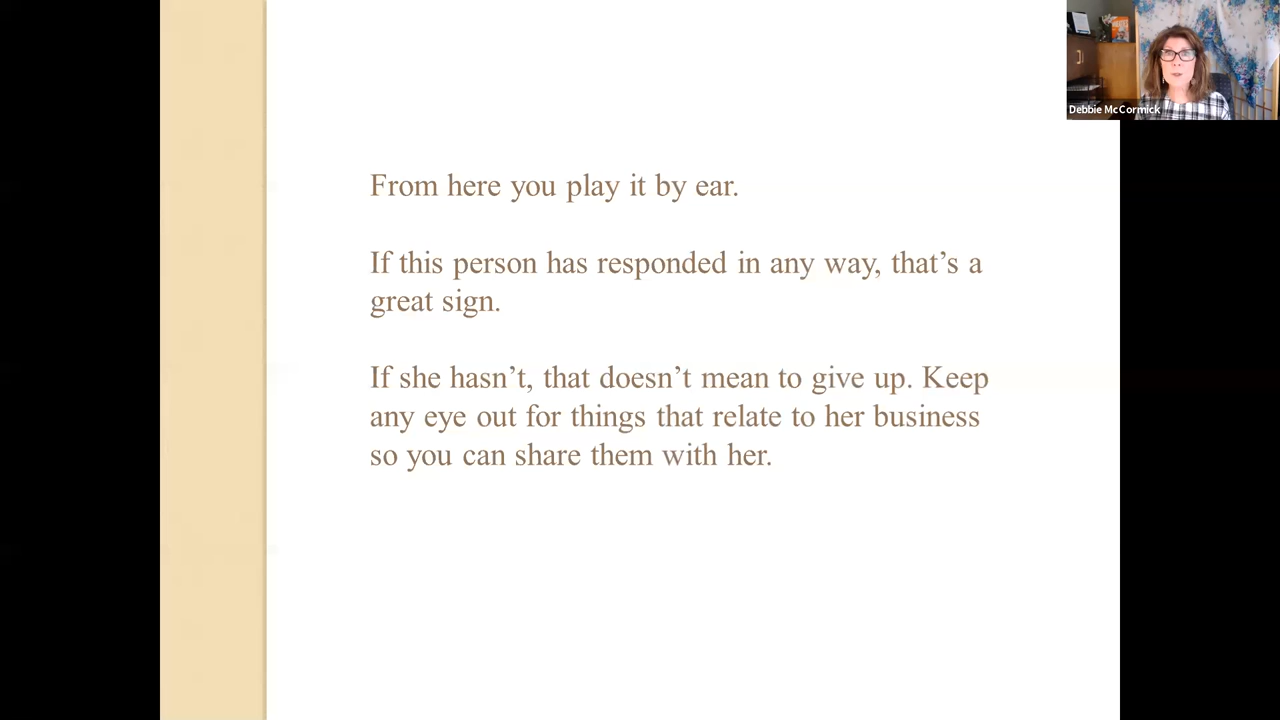 Debbie McCormick
From here you play it by ear.
If this person has responded in any way, that’s a
great sign.
If she hasn’t, that doesn’t mean to give up. Keep
any eye out for things that relate to her business
so you can share them with her.